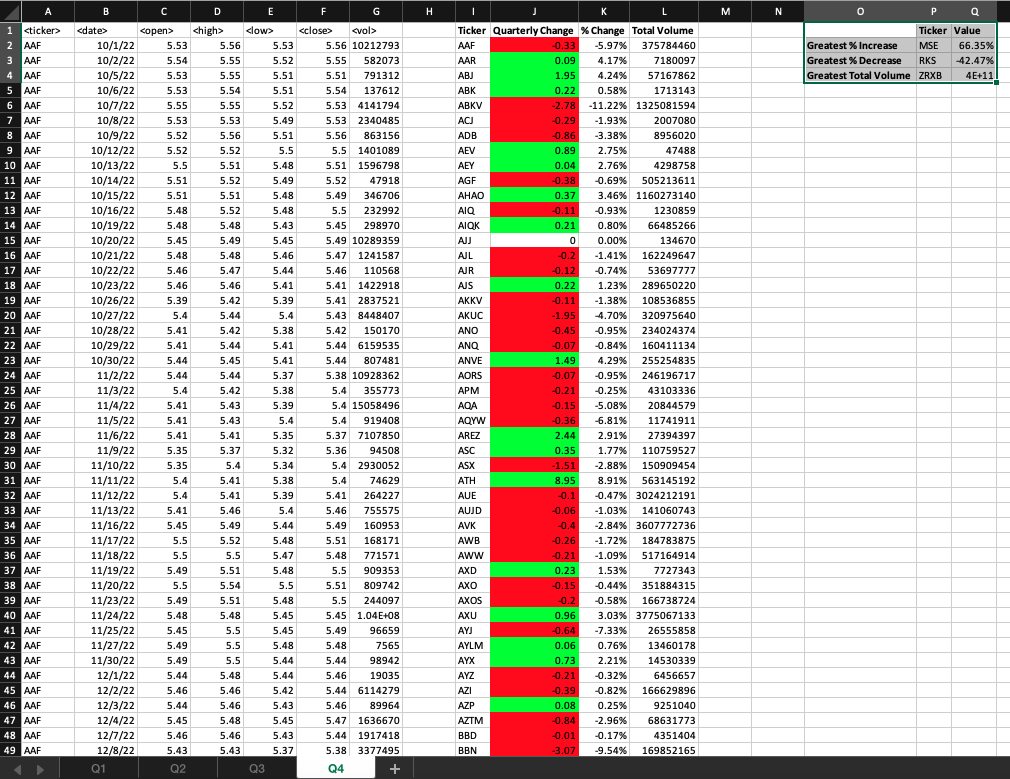 A B C D E F G H I J K L M N O P Q
1 <ticker> <date> <open> <high> <low> <close> <vol> Ticker Quarterly Change % Change Total Volume Ticker Value
2 AAF 10/1/22 5.53 5.56 5.53 5.56 10212793 AAF -0.33 -5.97% 375784460 Greatest % Increase MSE 66.35%
3 AAF 10/2/22 5.54 5.55 5.52 5.55 582073 AAR 0.09 4.17% 7180097 Greatest % Decrease RKS -42.47%
4 AAF 10/5/22 5.55 5.55 5.51 5.51 791312 ABJ 1.95 4.24% 57167862 Greatest Total Volume ZRXB 4E+11
5 AAF 10/6/22 5.53 5.54 5.51 5.54 137612 ABK 0.22 0.58% 1713143
6 AAF 10/7/22 5.55 5.55 5.52 5.53 4141794 ABKV -2.78 -11.22% 1325081594
7 AAF 10/8/22 5.53 5.53 5.49 5.53 2340485 ACJ -0.29 -1.93% 2007080
8 AAF 10/9/22 5.52 5.56 5.51 5.56 863156 ADB -0.86 -3.38% 8956020
9 AAF 10/12/22 5.52 5.52 5.5 5.5 1401089 AEV 0.89 2.75% 47488
10 AAF 10/13/22 5.5 5.51 5.48 5.51 1596798 AEY 0.04 2.76% 4298758
11 AAF 10/14/22 5.51 5.52 5.49 5.52 47918 AGF -0.38 -0.69% 505213611
12 AAF 10/15/22 5.51 5.51 5.48 5.49 346706 AHAO 0.37 3.46% 1160273140
13 AAF 10/16/22 5.48 5.52 5.48 5.5 232992 AIQ -0.11 -0.93% 1230859
14 AAF 10/19/22 5.48 5.48 5.43 5.45 298970 AIQK 0.21 0.80% 66485266
15 AAF 10/20/22 5.45 5.49 5.45 5.49 10289359 AJJ 0 0.00% 134670
16 AAF 10/21/22 5.48 5.48 5.46 5.47 1241587 AJL -0.2 -1.41% 162249647
17 AAF 10/22/22 5.46 5.47 5.44 5.46 110568 AJR -0.12 -0.74% 53697777
18 AAF 10/23/22 5.46 5.46 5.41 5.41 1422918 AJS 0.22 1.23% 289650220
19 AAF 10/26/22 5.39 5.42 5.39 5.41 2837521 AKKV -0.11 -1.38% 108536855
20 AAF 10/27/22 5.4 5.44 5.4 5.43 8448407 AKUC -1.95 -4.70% 320975640
21 AAF 10/28/22 5.41 5.42 5.38 5.42 150170 ANO -0.45 -0.95% 234024374
22 AAF 10/29/22 5.41 5.44 5.41 5.44 6159535 ANQ -0.07 -0.84% 160411134
23 AAF 10/30/22 5.44 5.45 5.41 5.44 807481 ANVE 1.49 4.29% 255254835
24 AAF 11/2/22 5.44 5.44 5.37 5.38 10928362 AORS -0.07 -0.95% 246196717
25 AAF 11/3/22 5.4 5.42 5.38 5.4 355773 APM -0.21 -0.25% 43103336
26 AAF 11/4/22 5.41 5.43 5.39 5.4 15058496 AQA -0.15 -5.08% 20844579
27 AAF 11/5/22 5.41 5.43 5.4 5.4 919408 AQYW -0.36 -6.81% 11741911
28 AAF 11/6/22 5.41 5.41 5.35 5.37 7107850 AREZ 2.44 2.91% 27394397
29 AAF 11/9/22 5.35 5.37 5.32 5.36 94508 ASC 0.35 1.77% 110759527
30 AAF 11/10/22 5.35 5.4 5.34 5.4 2930052 ASX -1.51 -2.88% 150909454
31 AAF 11/11/22 5.4 5.41 5.38 5.4 74629 ATH 8.95 8.91% 563145192
32 AAF 11/12/22 5.4 5.41 5.39 5.41 264227 AUE -0.1 -0.47% 3024212191
33 AAF 11/13/22 5.41 5.46 5.4 5.46 755575 AUJD -0.06 -1.03% 141060743
34 AAF 11/16/22 5.45 5.49 5.44 5.49 160953 AVK -0.4 -2.84% 3607772736
35 AAF 11/17/22 5.5 5.52 5.48 5.51 168171 AWB -0.26 -1.72% 184783875
36 AAF 11/18/22 5.5 5.5 5.47 5.48 771571 AWW -0.21 -1.09% 517164914
37 AAF 11/19/22 5.49 5.51 5.48 5.5 909353 AXD 0.23 1.53% 7727343
38 AAF 11/20/22 5.5 5.54 5.5 5.51 809742 AXO -0.15 -0.44% 351884315
39 AAF 11/23/22 5.49 5.51 5.48 5.5 244097 AXOS -0.2 -0.58% 166738724
40 AAF 11/24/22 5.48 5.48 5.45 5.45 1.04E+08 AXU 0.96 3.03% 3775067133
41 AAF 11/25/22 5.45 5.5 5.45 5.49 96659 AYJ -0.64 -7.33% 26555858
42 AAF 11/27/22 5.49 5.5 5.48 5.48 7565 AYLM 0.06 0.76% 13460178
43 AAF 11/30/22 5.49 5.5 5.44 5.44 98942 AYX 0.73 2.21% 14530339
44 AAF 12/1/22 5.44 5.48 5.44 5.46 19035 AYZ -0.21 -0.32% 6456657
45 AAF 12/2/22 5.46 5.46 5.42 5.44 6114279 AZI -0.39 -0.82% 166629896
46 AAF 12/3/22 5.44 5.46 5.43 5.46 89964 AZP 0.08 0.25% 9251040
47 AAF 12/4/22 5.45 5.48 5.45 5.47 1636670 AZTM -0.84 -2.96% 68631773
48 AAF 12/7/22 5.46 5.46 5.43 5.44 1917418 BBD -0.01 -0.17% 4351404
49 AAF 12/8/22 5.43 5.43 5.37 5.38 3377495 BBN -3.07 -9.54% 169852165
Q1 Q2 Q3 Q4 +